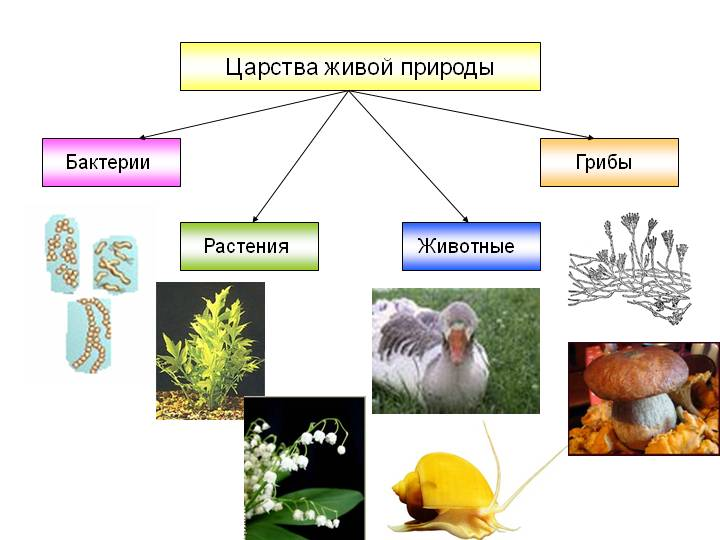 Царства живой природы
Бактерии
Грибы
Растения
Животные